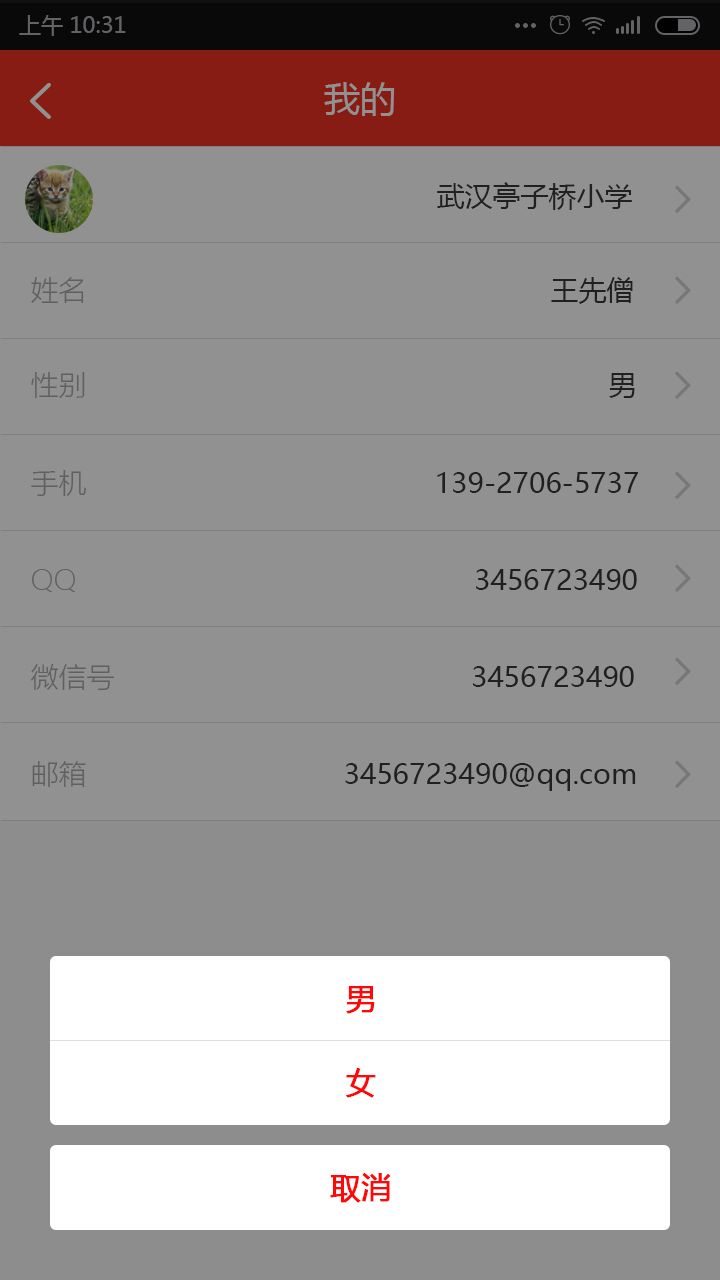 上午 10:31
我的
武汉亭子桥小学
姓名 王先僧
性别 男
手机 139-2706-5737
QQ 3456723490
微信号 3456723490
邮箱 3456723490@qq.com
男
女
取消